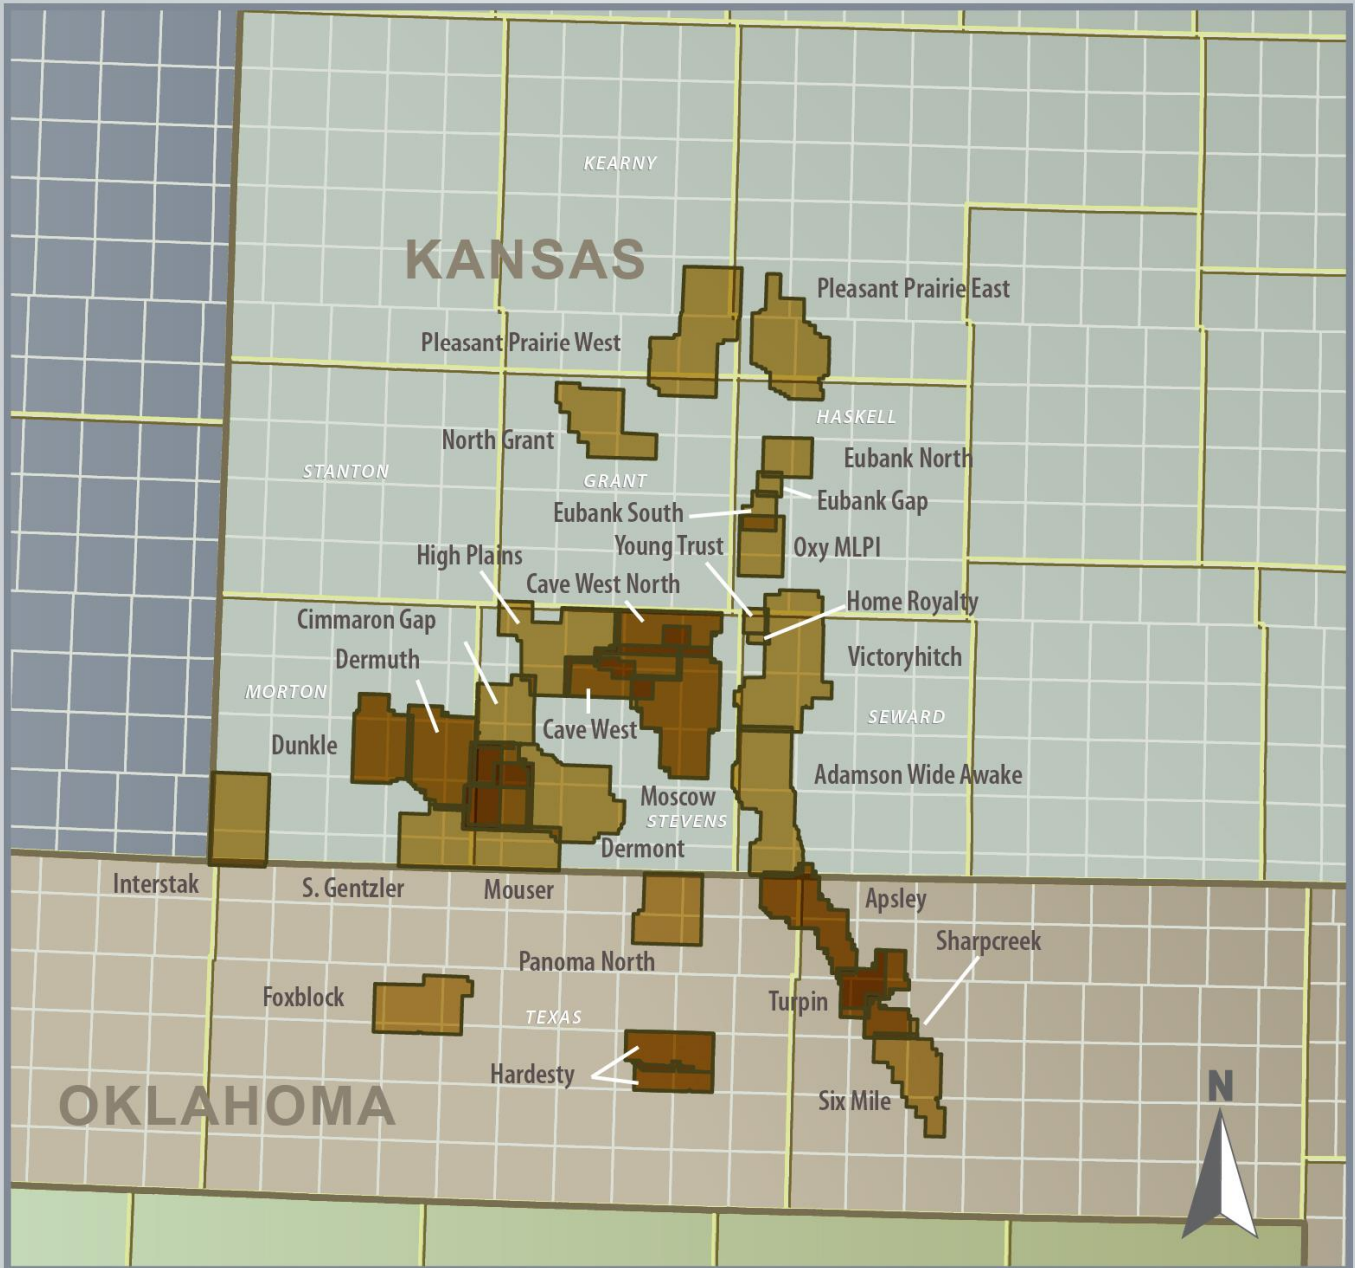 KEARNY
KANSAS
Pleasant Prairie East
Pleasant Prairie West
HASKELL
North Grant
Eubank North
STANTON
GRANT
Eubank Gap
Eubank South
Young Trust
Oxy MLPI
High Plains
Cave West North
Home Royalty
Cimmaron Gap
Dermuth
Victoryhitch
MORTON
SEWARD
Cave West
Dunkle
Adamson Wide Awake
Moscow
STEVENS
Dermont
Interstak
S. Gentzler
Mouser
Apsley
Sharpcreek
Panoma North
Foxblock
Turpin
TEXAS
Hardesty
N
Six Mile
OKLAHOMA